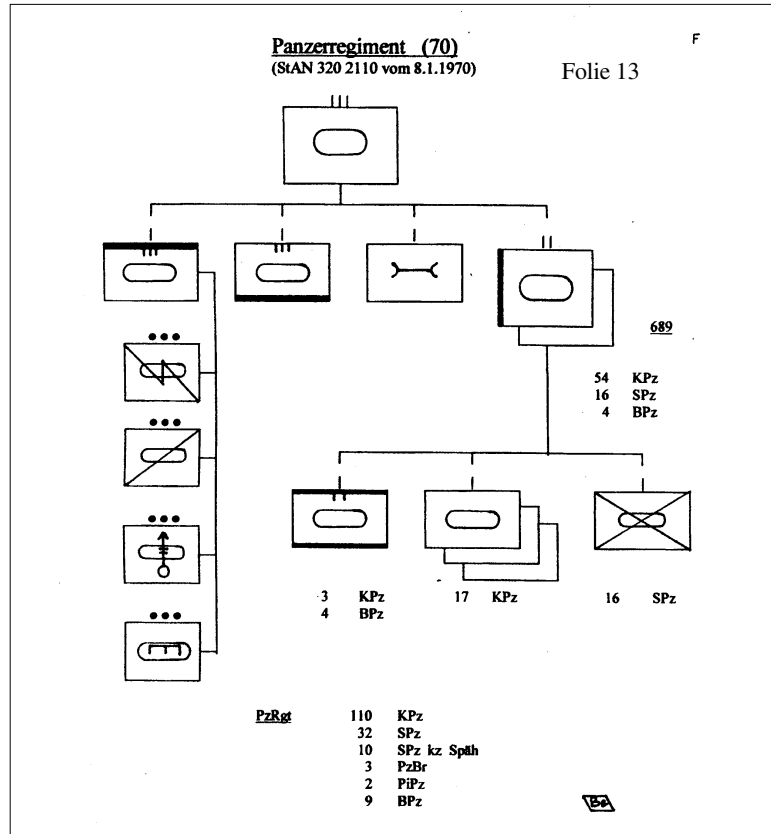 F
Panzerregiment (70)
(StAN 320 2110 vom 8.1.1970)
Folie 13
689
54 KPz
16 SPz
4 BPz
3 KPz
4 BPz
17 KPz
16 SPz
PzRgt 110 KPz
32 SPz
10 SPz kz Späh
3 PzBr
2 PiPz
9 BPz